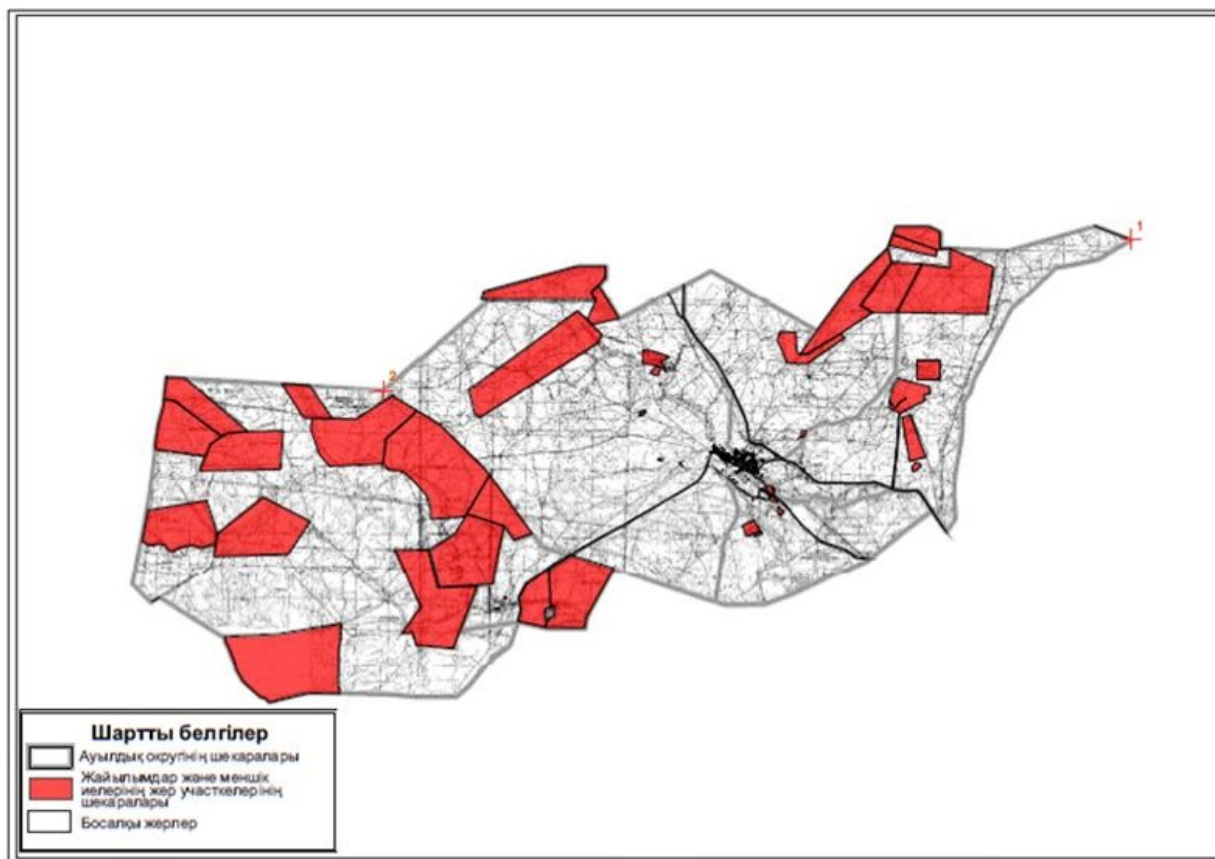 1
2
Шартты белгілер
Ауылдық округінің шекаралары
Жайылымдар және меншік
иелерінің жер участкелерінің
шекаралары
Босалқы жерлер